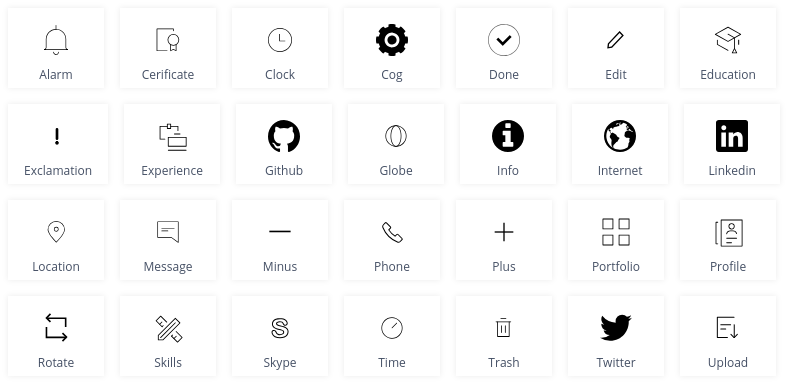 Alarm
Cerificate
Clock
Cog
Done
Edit
Education
Exclamation
Experience
Github
Globe
Info
Internet
Linkedin
Location
Message
Minus
Phone
Plus
Portfolio
Profile
Rotate
Skills
Skype
Time
Trash
Twitter
Upload